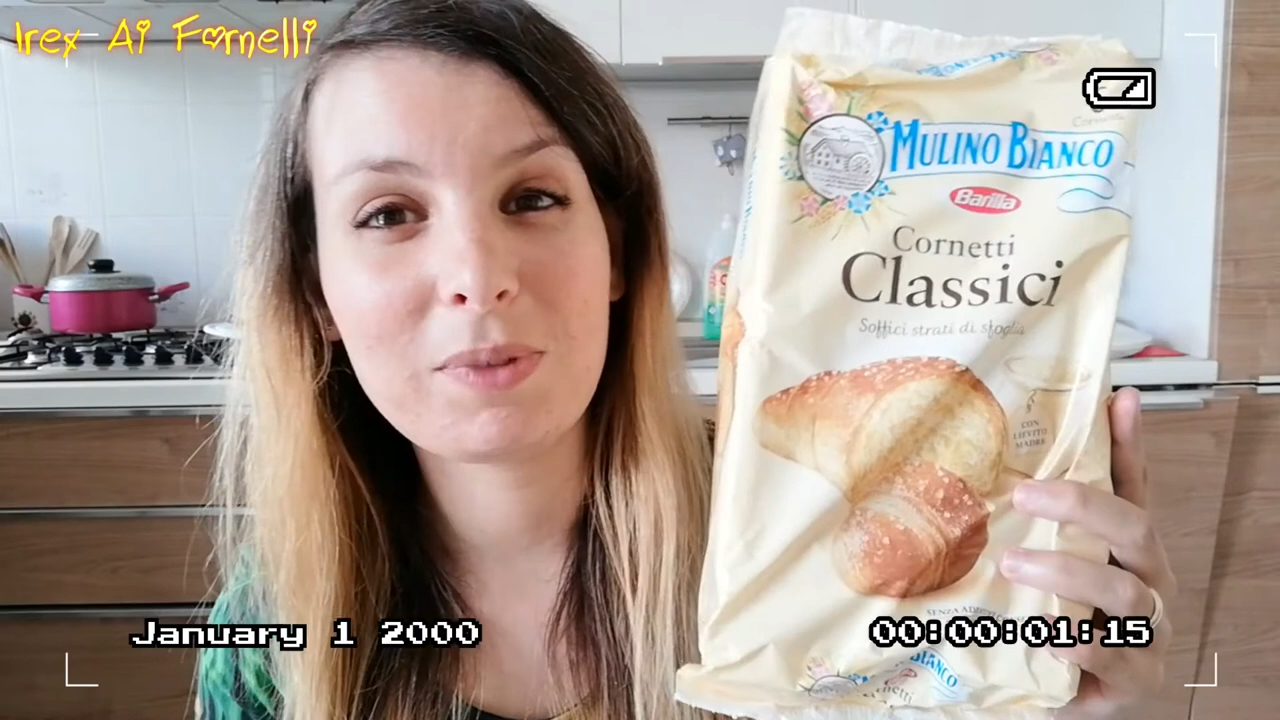 Irex Ai Fornelli
MULINO BIANCO
Barilla
Cornetti
Classici
Soffici strati di sfoglia
CON
LIEVITO
MADRE
January 1 2000
00:00:01:15
BIANCO